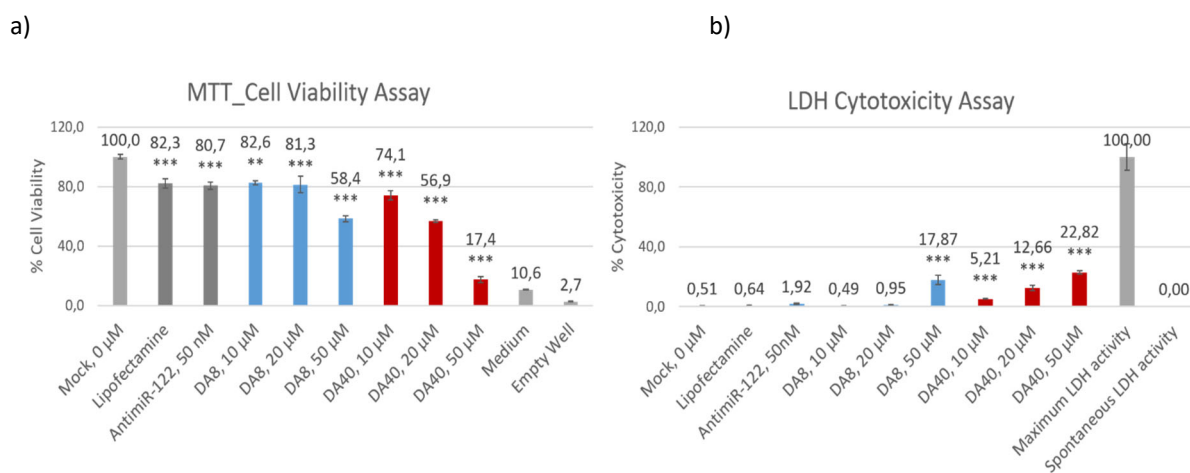 a)
MTT_Cell Viability Assay
% Cell Viability
120,0
80,0
40,0
0,0
100,0
82,3
***
80,7
***
82,6
**
81,3
***
58,4
***
74,1
***
56,9
***
17,4
***
10,6
2,7
Mock, 0 µM
Lipofectamine
AntimiR-122, 50 nM
DA8, 10 µM
DA8, 20 µM
DA8, 50 µM
DA40, 10 µM
DA40, 20 µM
DA40, 50 µM
Medium
Empty Well
b)
LDH Cytotoxicity Assay
% Cytotoxicity
120,0
80,0
40,0
0,0
0,51
0,64
1,92
0,49
0,95
17,87
***
5,21
***
12,66
***
22,82
***
100,00
0,00
Mock, 0 µM
Lipofectamine
AntimiR-122, 50nM
DA8, 10 µM
DA8, 20 µM
DA8, 50 µM
DA40, 10 µM
DA40, 20 µM
DA40, 50 µM
Maximum LDH activity
Spontaneous LDH activity